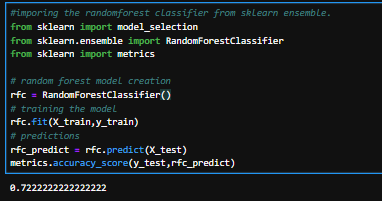 #imporing the randomforest classifier from sklearn ensemble.
from sklearn import model_selection
from sklearn.ensemble import RandomForestClassifier
from sklearn import metrics
# random forest model creation
rfc = RandomForestClassifier()
# training the model
rfc.fit(X_train,y_train)
# predictions
rfc_predict = rfc.predict(X_test)
metrics.accuracy_score(y_test,rfc_predict)
0.7222222222222222